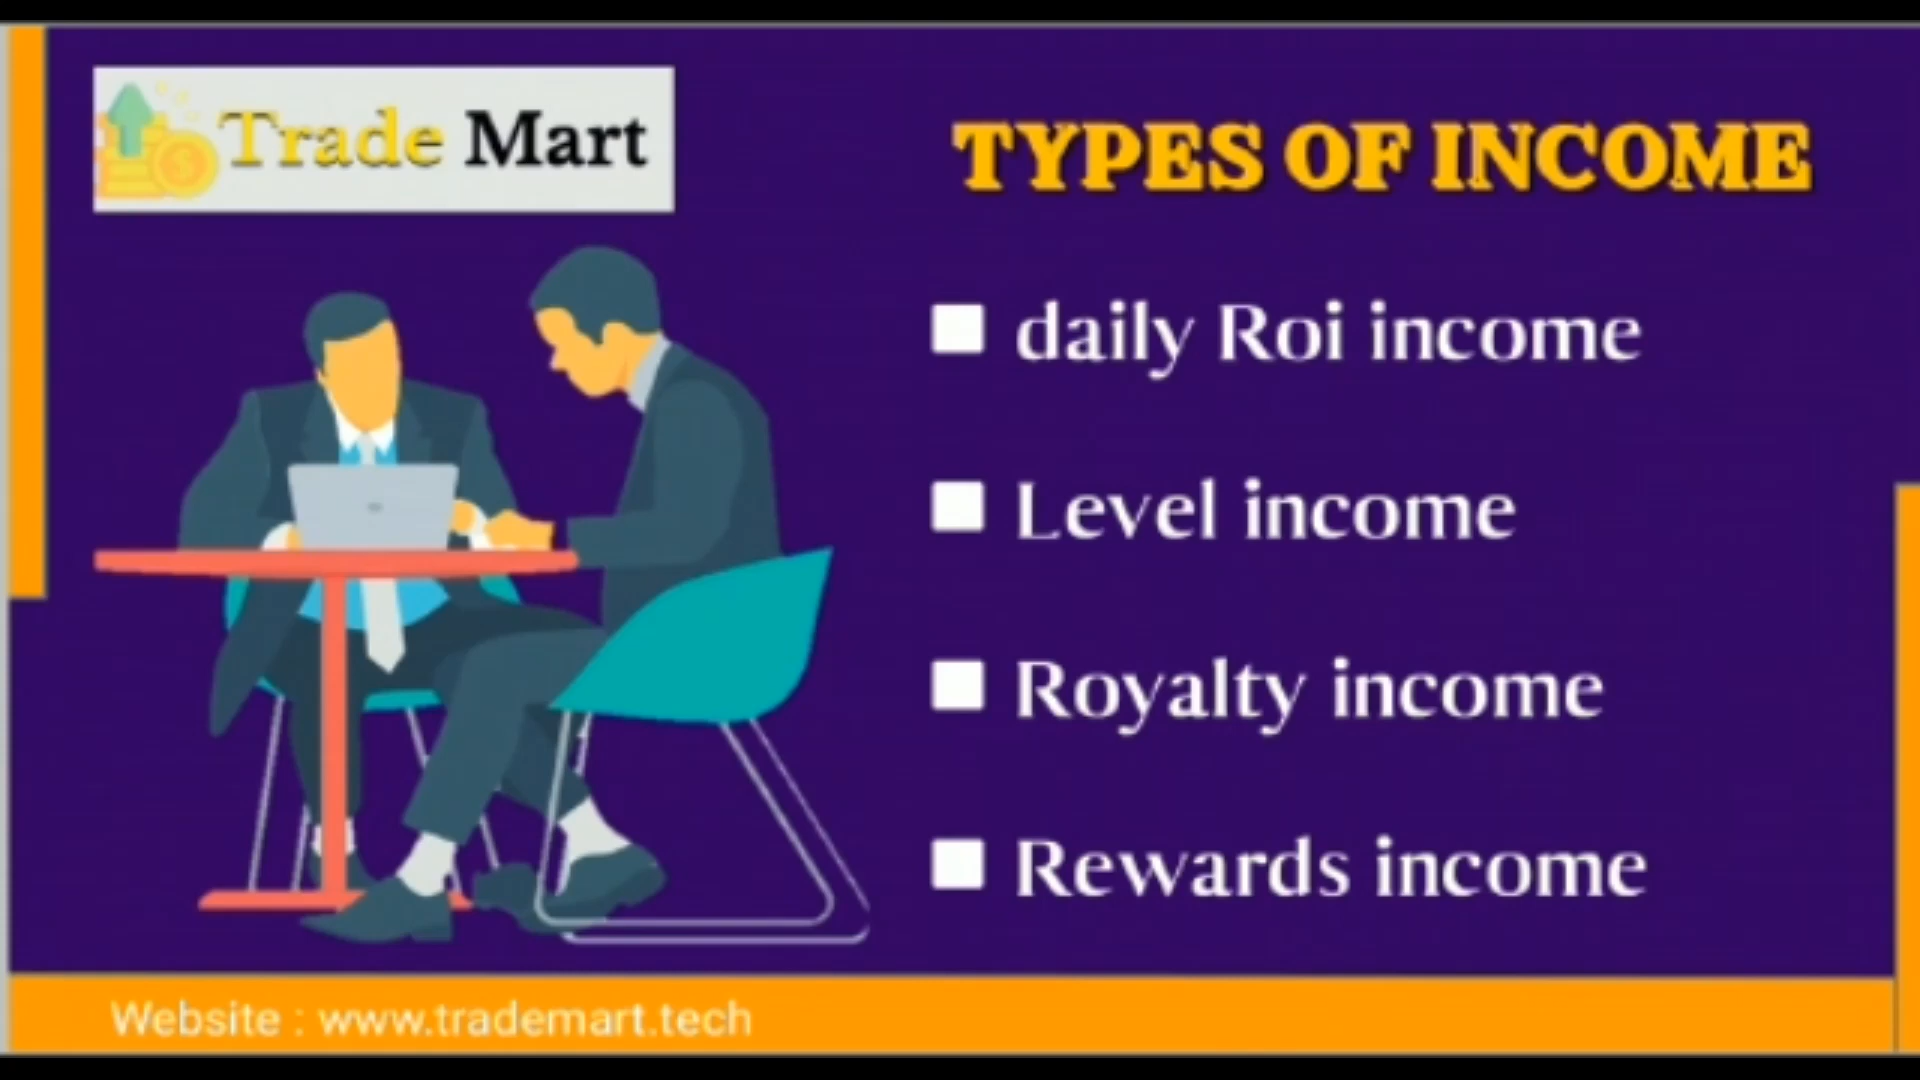 Trade Mart
TYPES OF INCOME
daily Roi income
Level income
Royalty income
Rewards income
Website : www.trademart.tech